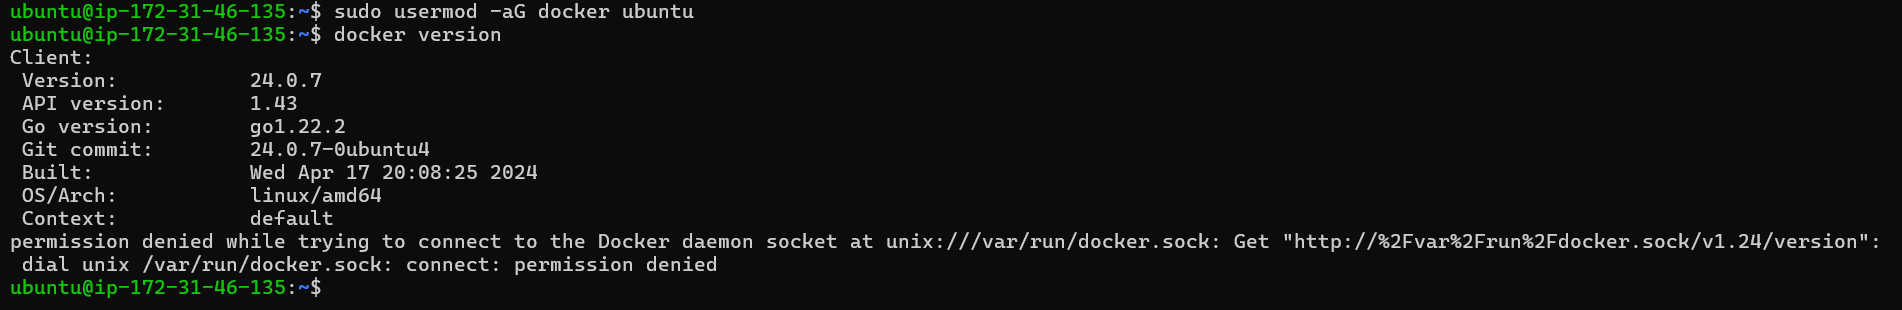 ubuntu@ip-172-31-46-135:~$ sudo usermod -aG docker ubuntu
ubuntu@ip-172-31-46-135:~$ docker version
Client:
 Version:           24.0.7
 API version:       1.43
 Go version:        go1.22.2
 Git commit:        24.0.7-0ubuntu4
 Built:             Wed Apr 17 20:08:25 2024
 OS/Arch:           linux/amd64
 Context:           default
permission denied while trying to connect to the Docker daemon socket at unix:///var/run/docker.sock: Get "http://%2Fvar%2Frun%2Fdocker.sock/v1.24/version":
 dial unix /var/run/docker.sock: connect: permission denied
ubuntu@ip-172-31-46-135:~$